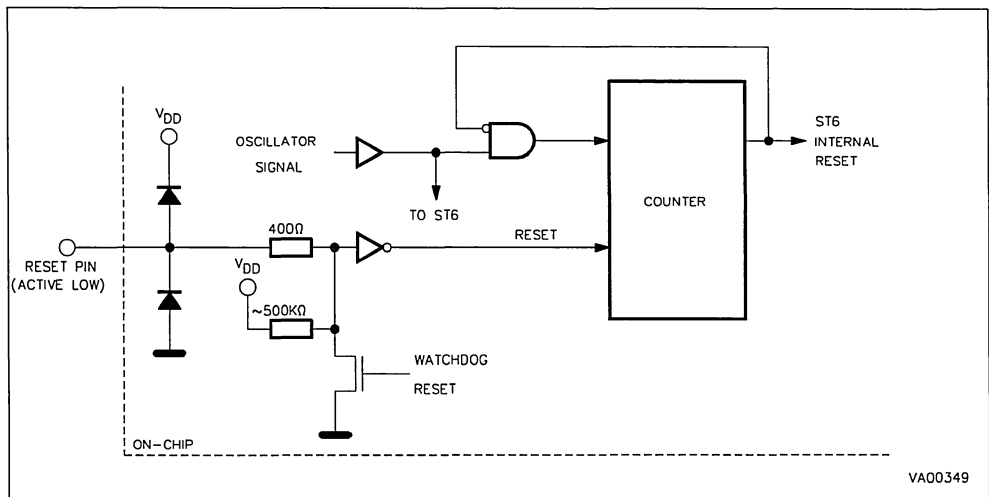 V_DD
OSCILLATOR
SIGNAL
TO ST6
COUNTER
ST6
INTERNAL
RESET
RESET PIN
(ACTIVE LOW)
400Ω
RESET
V_DD
~500KΩ
WATCHDOG
RESET
ON-CHIP
VA00349